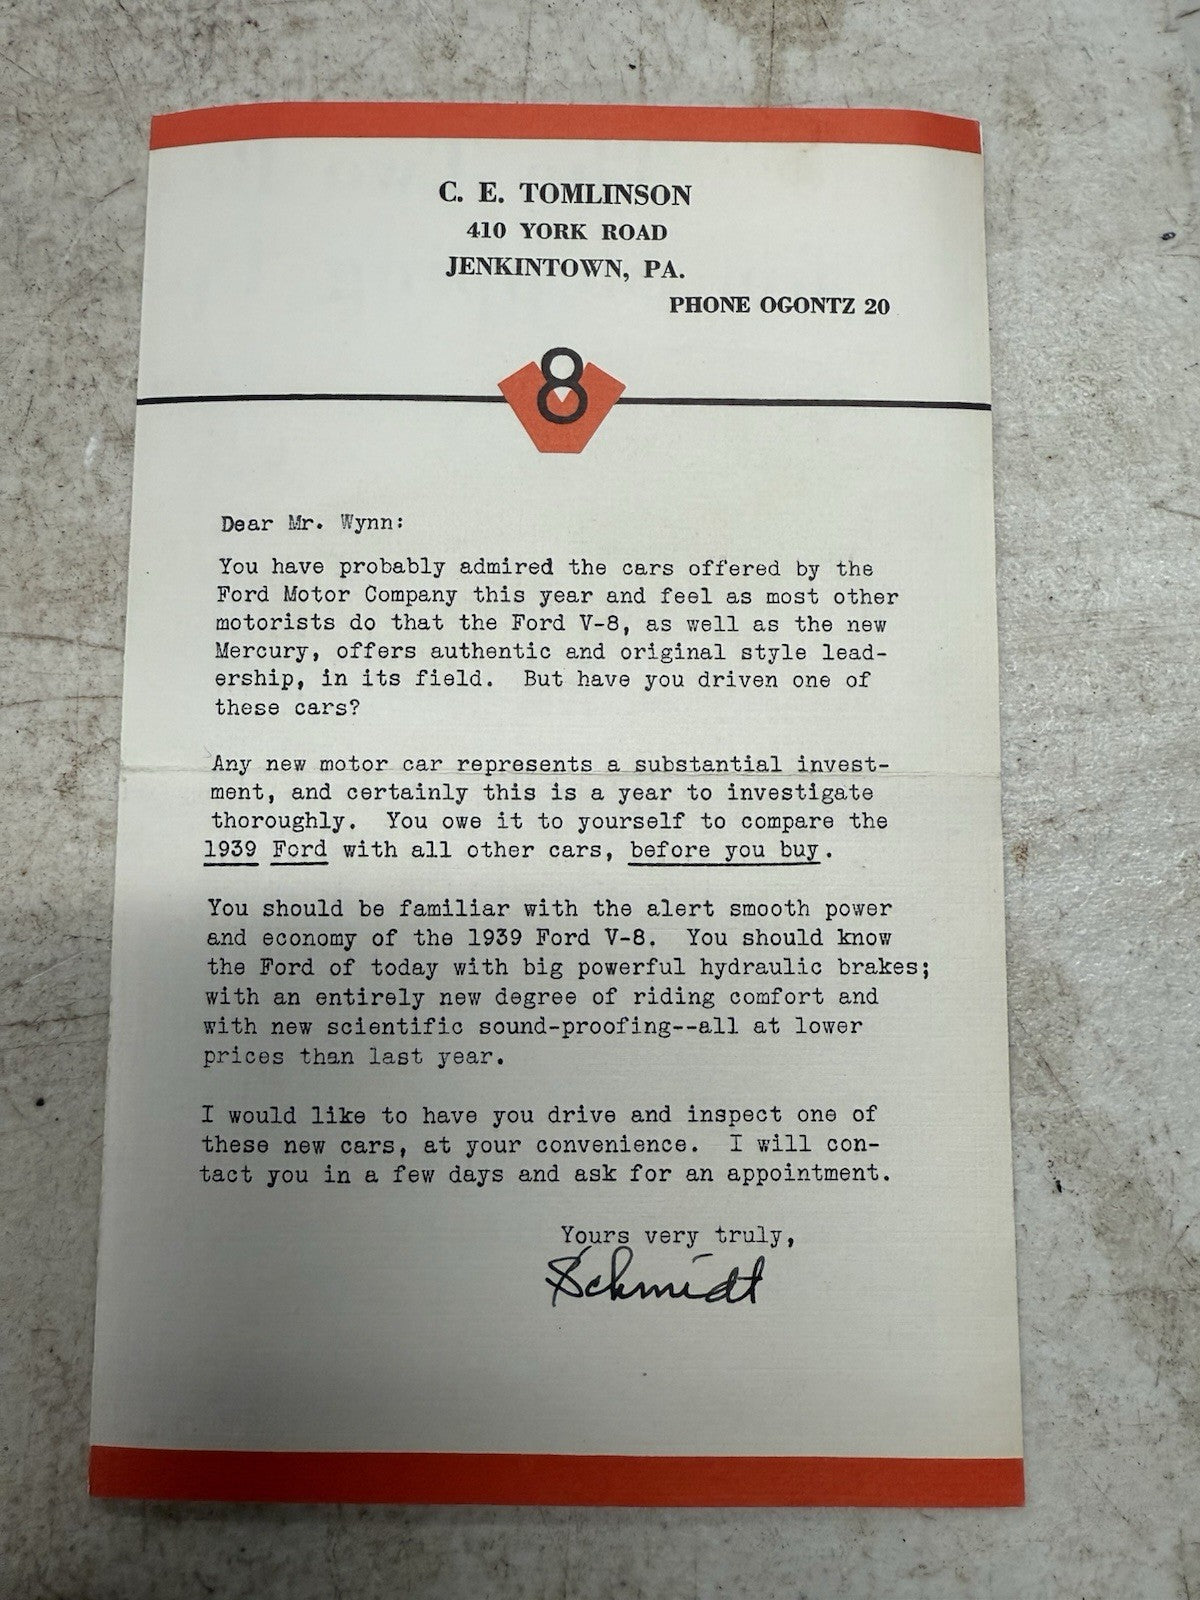 C. E. TOMLINSON
410 YORK ROAD
JENKINTOWN, PA.
PHONE OGONTZ 20
8
Dear Mr. Wynn:
You have probably admired the cars offered by the
Ford Motor Company this year and feel as most other
motorists do that the Ford V-8, as well as the new
Mercury, offers authentic and original style lead-
ership, in its field. But have you driven one of
these cars?
Any new motor car represents a substantial invest-
ment, and certainly this is a year to investigate
thoroughly. You owe it to yourself to compare the
1939 Ford with all other cars, before you buy.
You should be familiar with the alert smooth power
and economy of the 1939 Ford V-8. You should know
the Ford of today with big powerful hydraulic brakes;
with an entirely new degree of riding comfort and
with new scientific sound-proofing--all at lower
prices than last year.
I would like to have you drive and inspect one of
these new cars, at your convenience. I will con-
tact you in a few days and ask for an appointment.
Yours very truly,
Schmidt